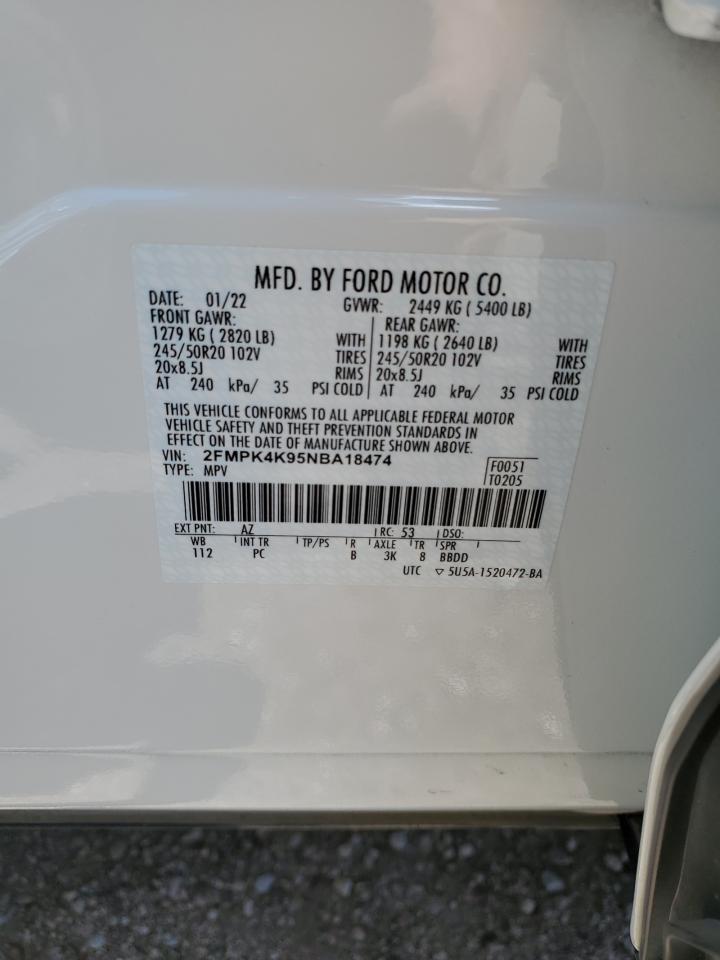 MFD. BY FORD MOTOR CO.
DATE: 01/22 GVWR: 2449 KG ( 5400 LB)
FRONT GAWR: REAR GAWR:
1279 KG ( 2820 LB) WITH 1198 KG ( 2640 LB) WITH
245/50R20 102V TIRES 245/50R20 102V TIRES
20x8.5J RIMS 20x8.5J RIMS
AT 240 kPa/ 35 PSI COLD AT 240 kPa/ 35 PSI COLD
THIS VEHICLE CONFORMS TO ALL APPLICABLE FEDERAL MOTOR
VEHICLE SAFETY AND THEFT PREVENTION STANDARDS IN
EFFECT ON THE DATE OF MANUFACTURE SHOWN ABOVE.
VIN: 2FMPK4K95NBA18474 F0051
TYPE: MPV T0205
EXT PNT: AZ RC: 53 DSO:
WB INT TR TP/PS R AXLE TR SPR
112 PC B 3K 8 BBDD
UTC ▽ 5U5A-1520472-BA